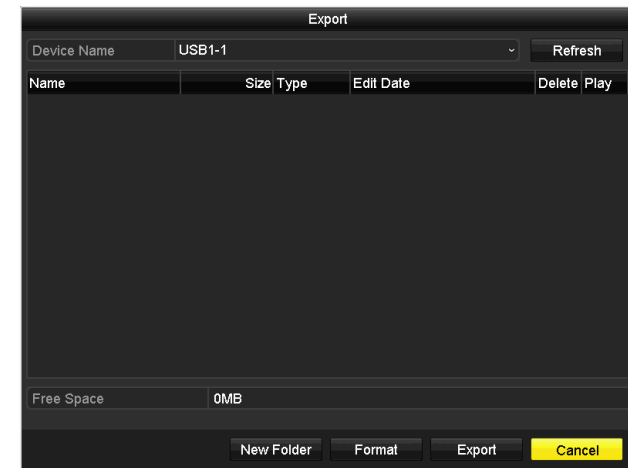 Export
Device Name USB1-1 Refresh
Name Size Type Edit Date Delete Play
Free Space 0MB
New Folder Format Export Cancel